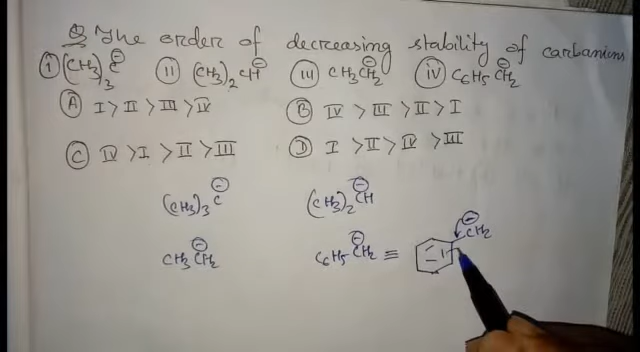 Q The order of decreasing stability of carbanions
① (CH₃)₃C⊖ Ⓘⓘ (CH₃)₂CH⊖ (III) CH₃CH₂⊖ (iv) C₆H₅CH₂⊖
(A) I > II > III > IV (B) IV > III > II > I
(C) IV > I > II > III (D) I > II > IV > III
(CH₃)₃C⊖ (CH₃)₂CH⊖
CH₃CH₂⊖ C₆H₅CH₂⊖ ≡ CH₂⊖